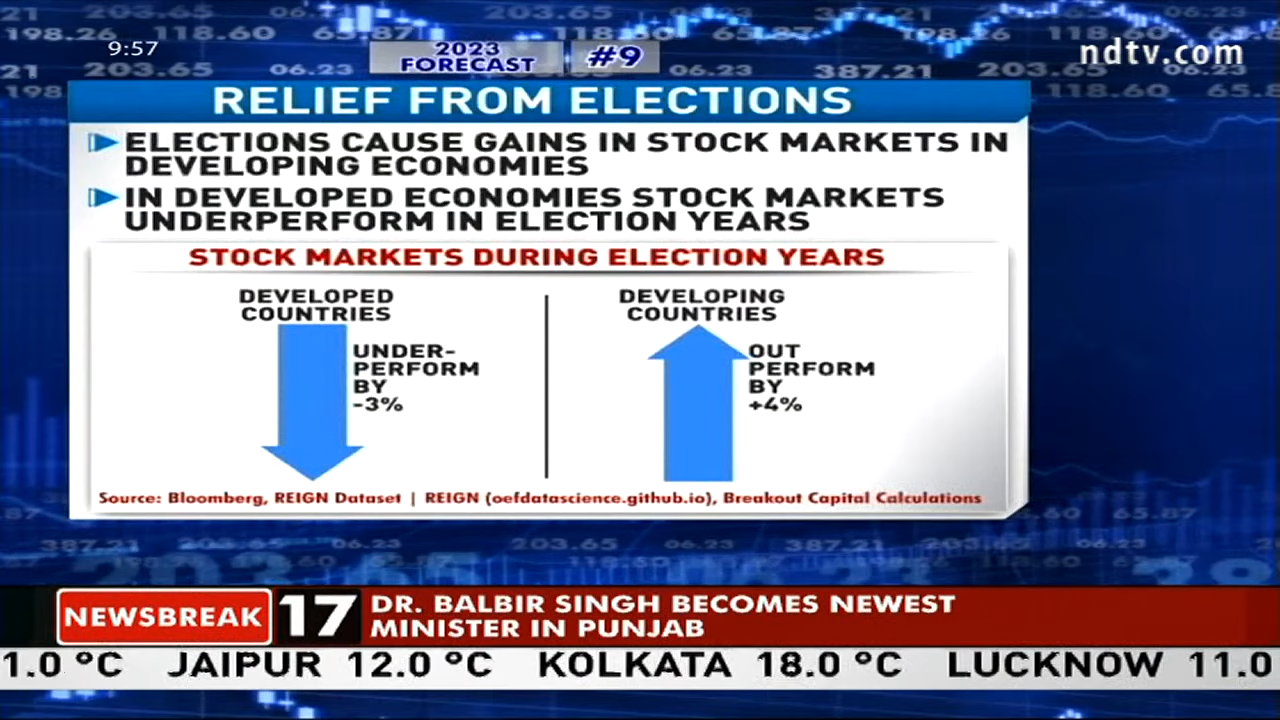 9:57
2023
FORECAST
#9
ndtv.com
RELIEF FROM ELECTIONS
ELECTIONS CAUSE GAINS IN STOCK MARKETS IN
DEVELOPING ECONOMIES
IN DEVELOPED ECONOMIES STOCK MARKETS
UNDERPERFORM IN ELECTION YEARS
STOCK MARKETS DURING ELECTION YEARS
DEVELOPED
COUNTRIES
UNDER-
PERFORM
BY
-3%
DEVELOPING
COUNTRIES
OUT
PERFORM
BY
+4%
Source: Bloomberg, REIGN Dataset | REIGN (oefdatascience.github.io), Breakout Capital Calculations
NEWSBREAK 17
DR. BALBIR SINGH BECOMES NEWEST
MINISTER IN PUNJAB
1.0 °C JAIPUR 12.0 °C KOLKATA 18.0 °C LUCKNOW 11.0